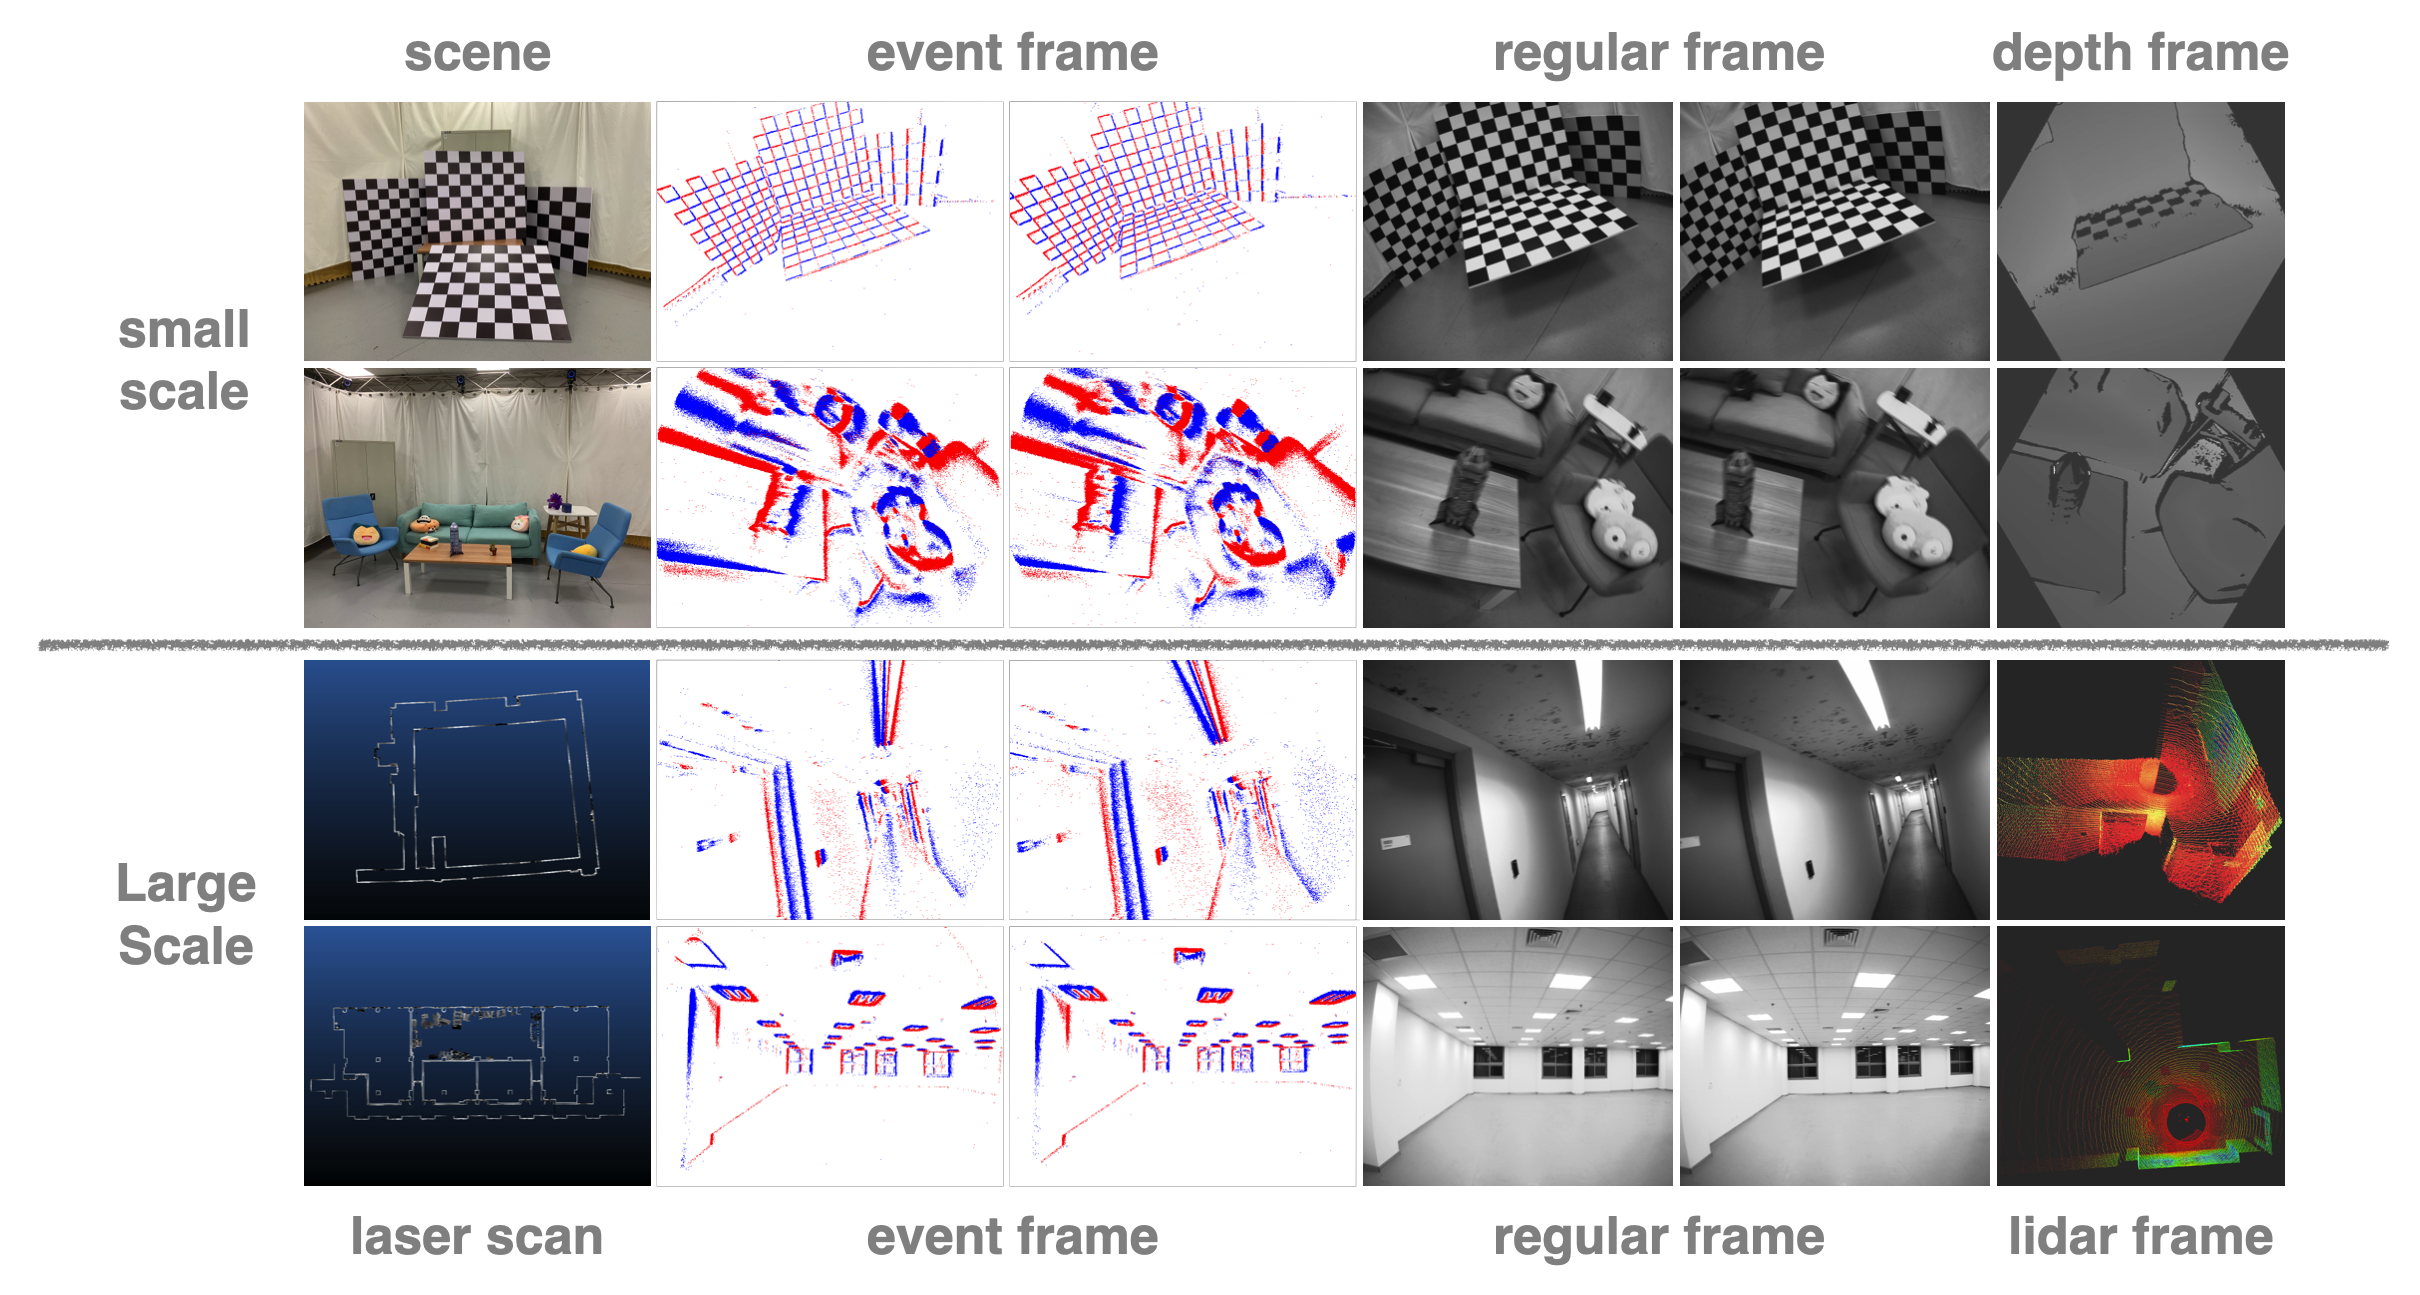 scene
event frame
regular frame
depth frame
small
scale
Large
Scale
laser scan
event frame
regular frame
lidar frame